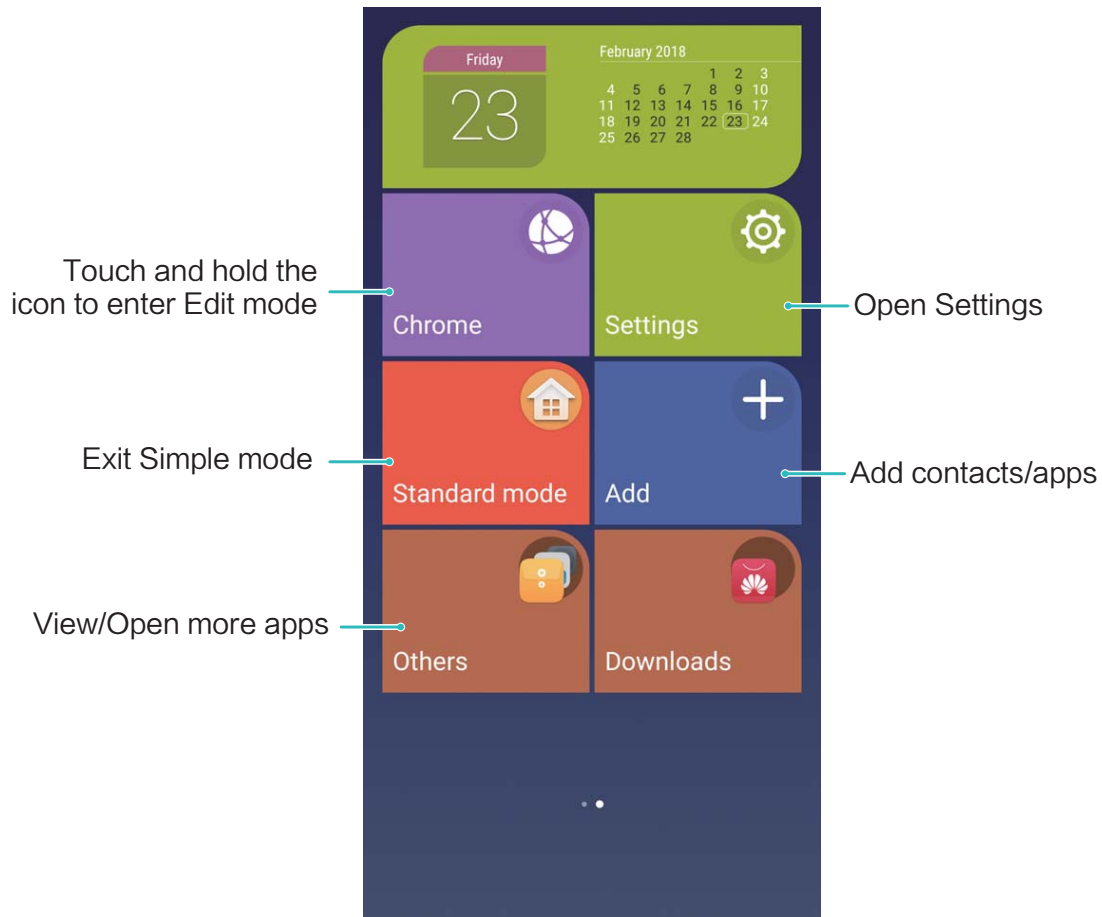 Friday
23
February 2018
1 2 3
4 5 6 7 8 9 10
11 12 13 14 15 16 17
18 19 20 21 22 23 24
25 26 27 28
Touch and hold the
icon to enter Edit mode
Chrome
Settings
Open Settings
Exit Simple mode
Standard mode
Add
Add contacts/apps
View/Open more apps
Others
Downloads